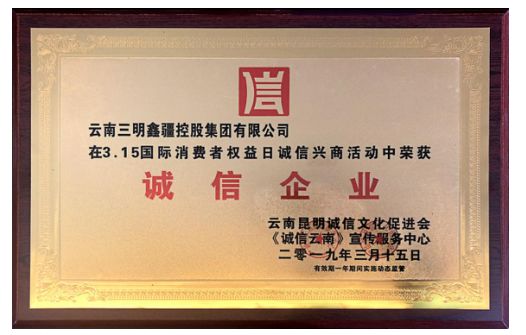 信
云南三明鑫疆控股集团有限公司
在3.15国际消费者权益日诚信兴商活动中荣获
诚信企业
云南昆明诚信文化促进会
《诚信云南》宣传服务中心
二零一九年三月十五日
有效期一年期间实施动态监管